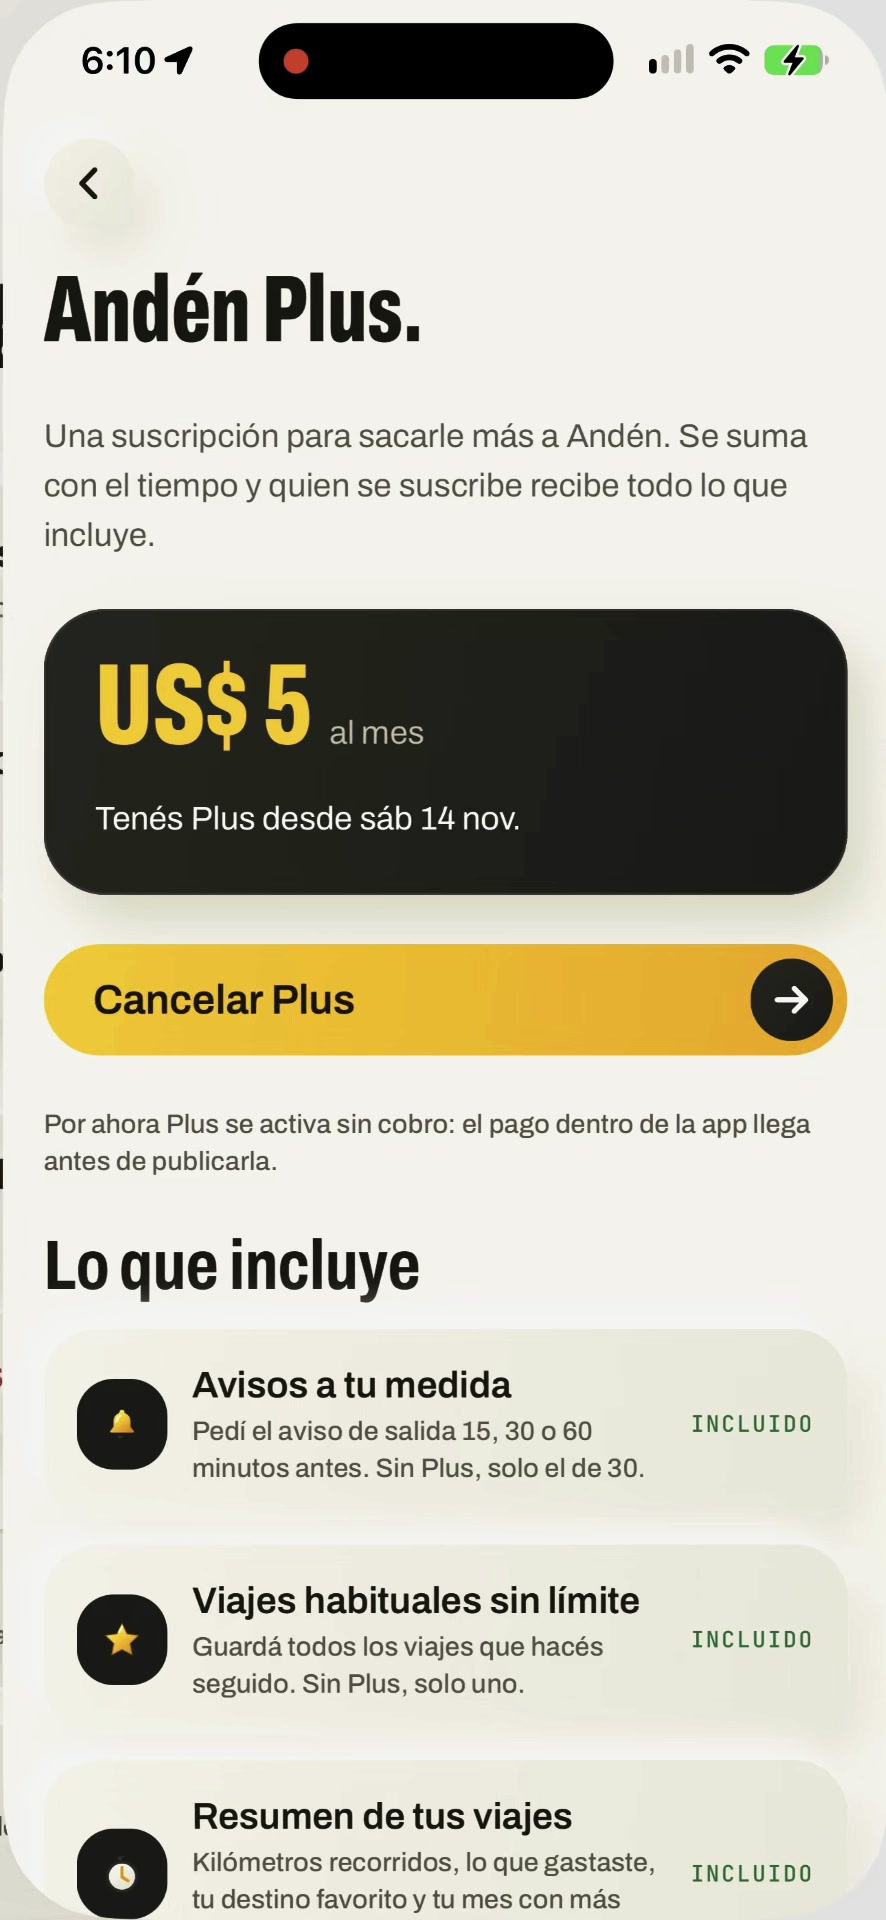 6:10
Andén Plus.
Una suscripción para sacarle más a Andén. Se suma
con el tiempo y quien se suscribe recibe todo lo que
incluye.
US$ 5 al mes
Tenés Plus desde sáb 14 nov.
Cancelar Plus
Por ahora Plus se activa sin cobro: el pago dentro de la app llega
antes de publicarla.
Lo que incluye
Avisos a tu medida
Pedí el aviso de salida 15, 30 o 60
minutos antes. Sin Plus, solo el de 30.
INCLUIDO
Viajes habituales sin límite
Guardá todos los viajes que hacés
seguido. Sin Plus, solo uno.
INCLUIDO
Resumen de tus viajes
Kilómetros recorridos, lo que gastaste,
tu destino favorito y tu mes con más
INCLUIDO